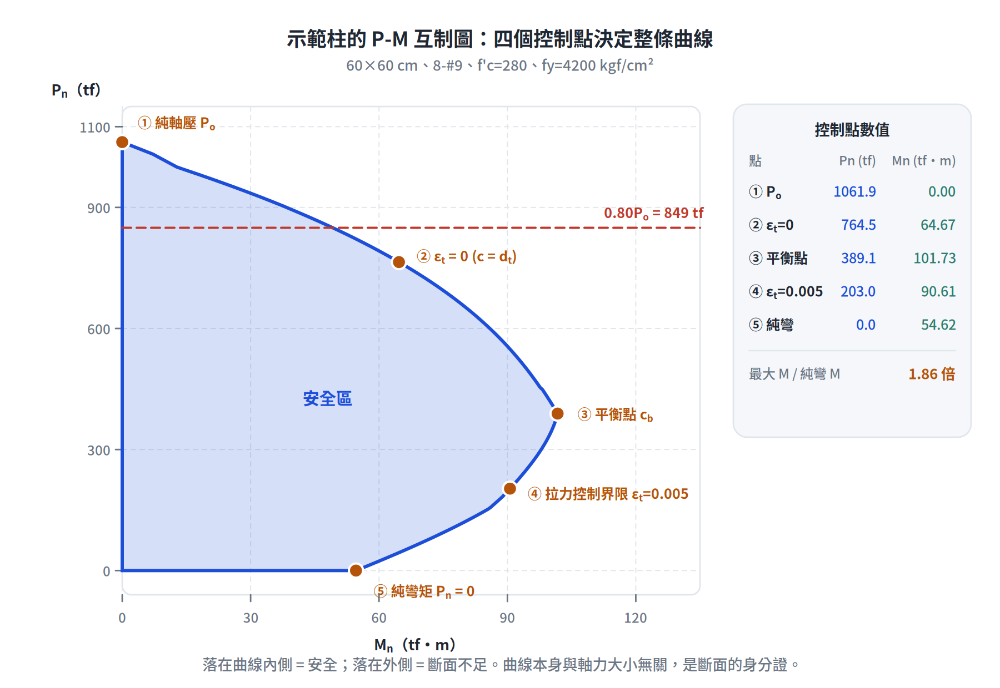 示範柱的 P-M 互制圖：四個控制點決定整條曲線
60×60 cm、8-#9、f'c=280、fy=4200 kgf/cm²
Pn（tf）
1100
900
600
300
0
0
30
60
90
120
Mn（tf・m）
① 純軸壓 Po
0.80Po = 849 tf
② εt = 0 (c = dt)
安全區
③ 平衡點 cb
④ 拉力控制界限 εt=0.005
⑤ 純彎矩 Pn = 0
控制點數值
點 Pn (tf) Mn (tf・m)
① Po 1061.9 0.00
② εt=0 764.5 64.67
③ 平衡點 389.1 101.73
④ εt=0.005 203.0 90.61
⑤ 純彎 0.0 54.62
最大 M / 純彎 M 1.86 倍
落在曲線內側 = 安全；落在外側 = 斷面不足。曲線本身與軸力大小無關，是斷面的身分證。